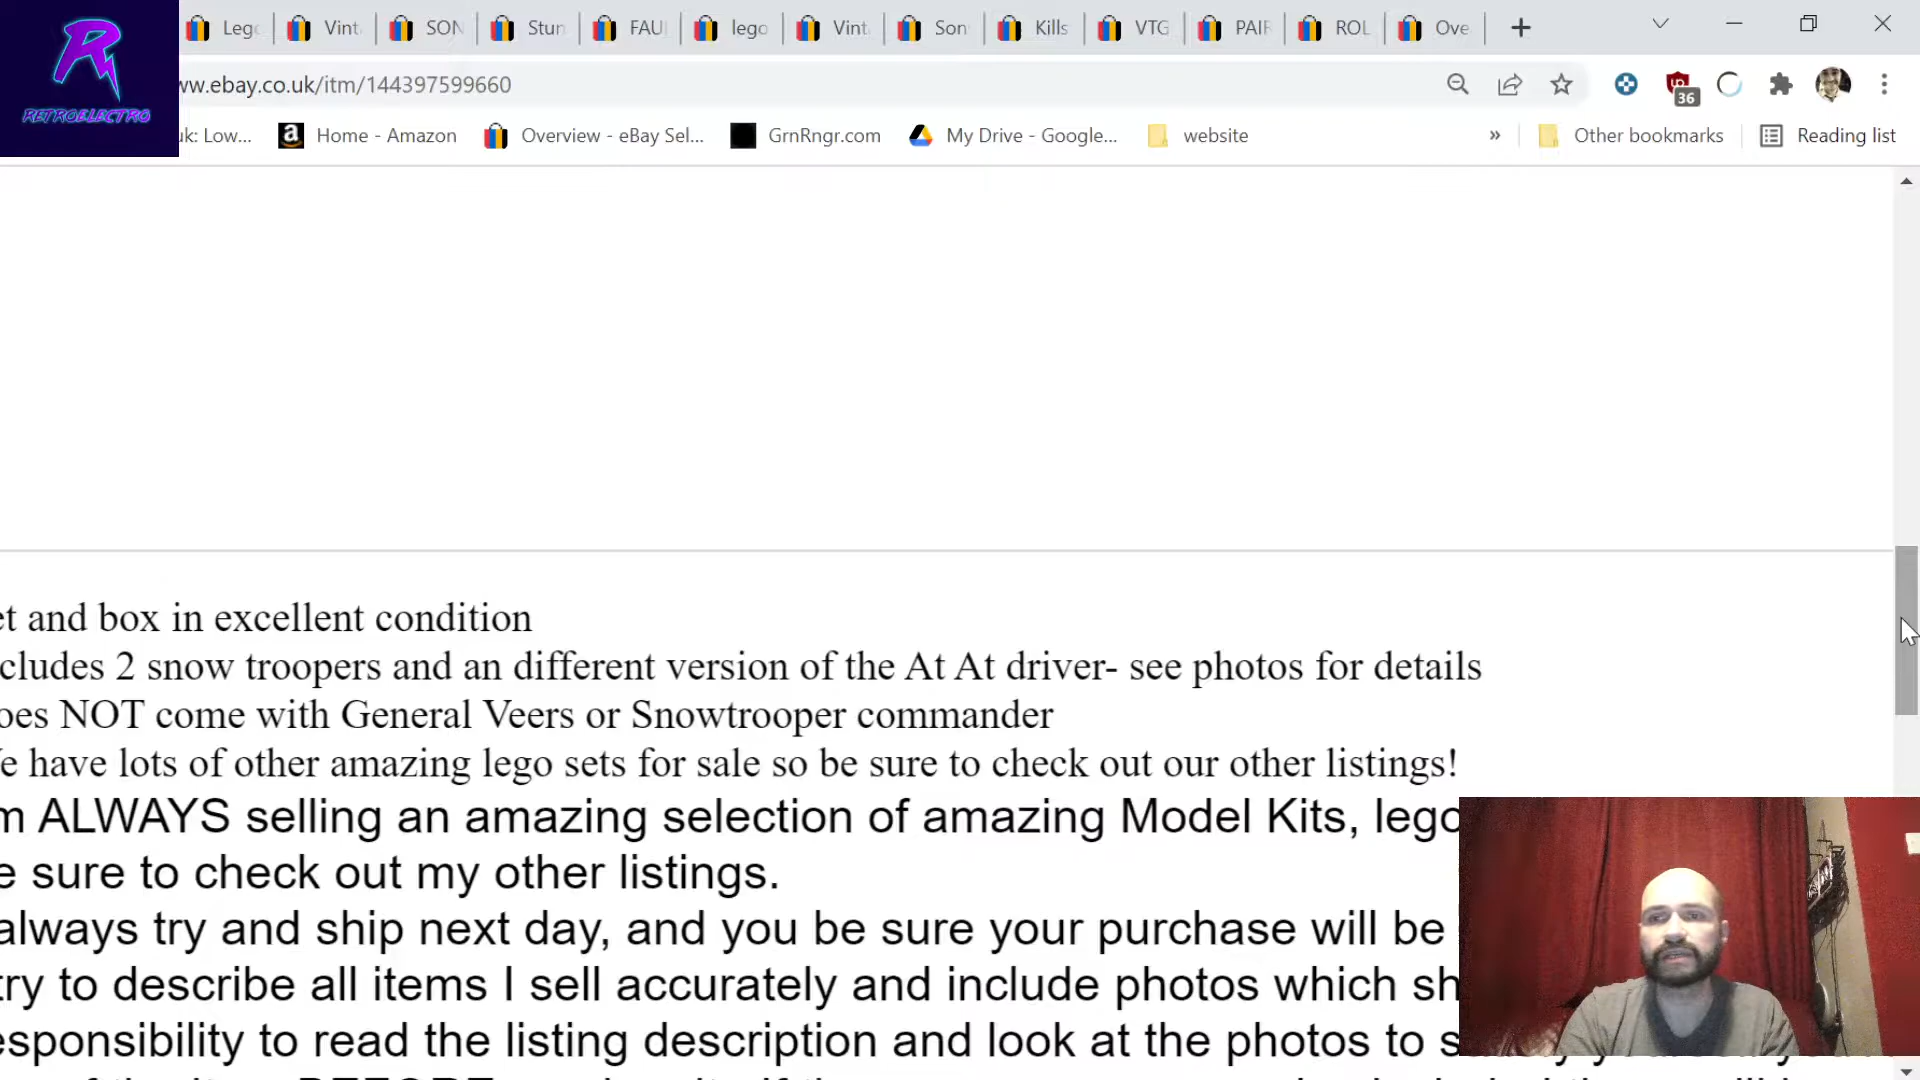 Lego
Vint
SON
Stun
FAU
lego
Vint
Son
Kills
VTG
PAIR
ROL
Ove
R
RETROELECTRO
ww.ebay.co.uk/itm/144397599660
36
uk: Low...
Home - Amazon
Overview - eBay Sel...
GrnRngr.com
My Drive - Google...
website
»
Other bookmarks
Reading list
et and box in excellent condition
cludes 2 snow troopers and an different version of the At At driver- see photos for details
oes NOT come with General Veers or Snowtrooper commander
e have lots of other amazing lego sets for sale so be sure to check out our other listings!
m ALWAYS selling an amazing selection of amazing Model Kits, lego
e sure to check out my other listings.
always try and ship next day, and you be sure your purchase will be
try to describe all items I sell accurately and include photos which sh
esponsibility to read the listing description and look at the photos to s
BEFORE